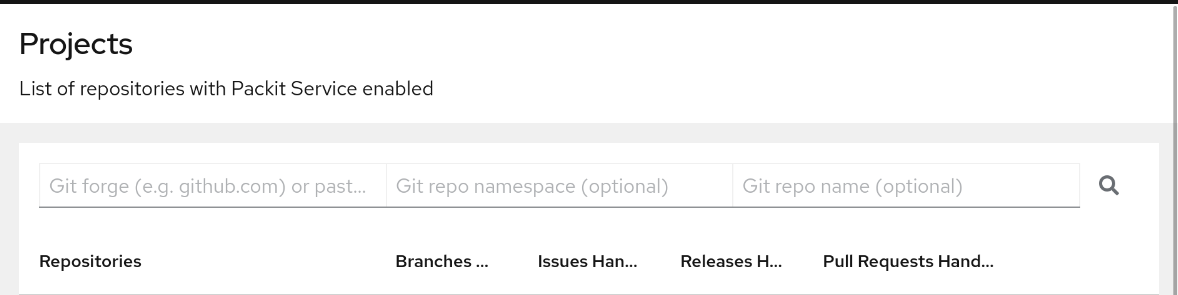 Projects
List of repositories with Packit Service enabled
Git forge (e.g. github.com) or past... Git repo namespace (optional) Git repo name (optional)
Repositories Branches ... Issues Han... Releases H... Pull Requests Hand...